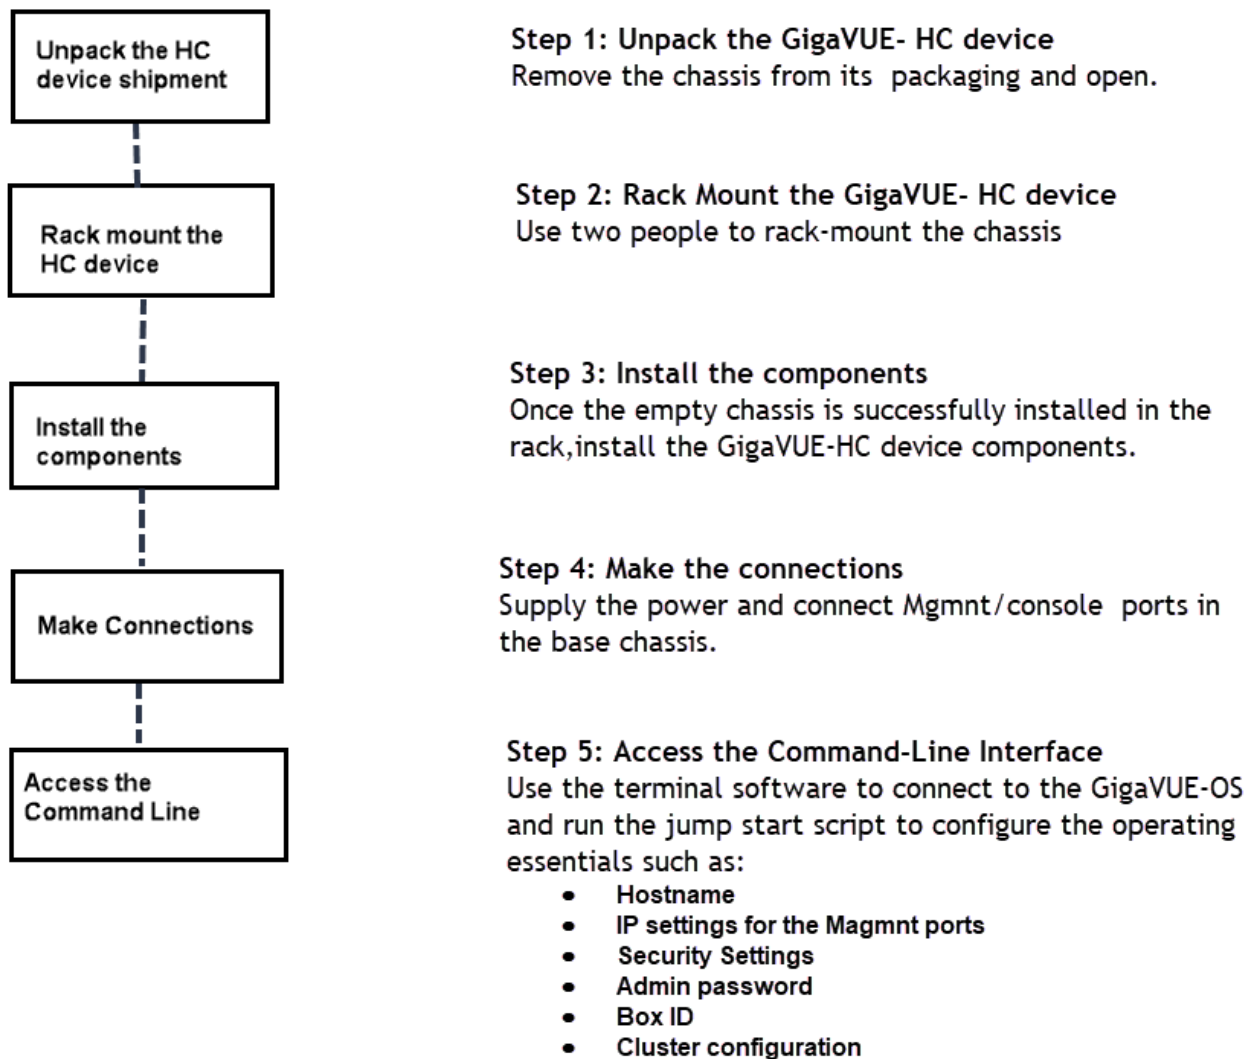 Unpack the HC
device shipment
Step 1: Unpack the GigaVUE- HC device
Remove the chassis from its  packaging and open.
Rack mount the
HC device
Step 2: Rack Mount the GigaVUE- HC device
Use two people to rack-mount the chassis
Install the
components
Step 3: Install the components
Once the empty chassis is successfully installed in the
rack,install the GigaVUE-HC device components.
Make Connections
Step 4: Make the connections
Supply the power and connect Mgmnt/console  ports in
the base chassis.
Access the
Command Line
Step 5: Access the Command-Line Interface
Use the terminal software to connect to the GigaVUE-OS
and run the jump start script to configure the operating
essentials such as:
• Hostname
• IP settings for the Magmnt ports
• Security Settings
• Admin password
• Box ID
• Cluster configuration